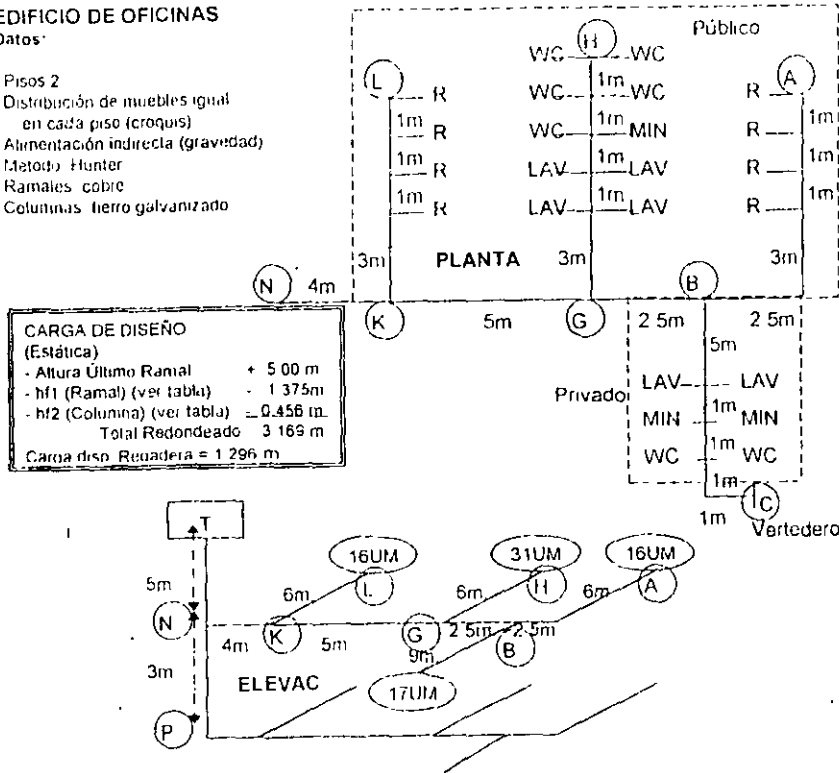 EDIFICIO DE OFICINAS
Datos:
Pisos 2
Distribución de muebles igual
en cada piso (croquis)
Alimentación indirecta (gravedad)
Metodo Hunter
Ramales cobre
Columnas fierro galvanizado
Público
L
H
A
WC WC
R WC 1m WC R
1m 1m 1m
R WC MIN R
1m 1m 1m
R LAV LAV R
1m 1m 1m
R LAV LAV R
3m PLANTA 3m 3m
N 4m
B
K 5m G 2 5m 2 5m
CARGA DE DISEÑO
(Estática)
- Altura Último Ramal + 5 00 m
- hf1 (Ramal) (ver tabla) - 1 375m
- hf2 (Columna) (ver tabla) - 0.456 m
Total Redondeado 3 169 m
Carga disp Regadera = 1 296 m
5m
Privado LAV LAV
1m
MIN MIN
1m
WC WC
1m
C
1m Vertedero
T
16UM 31UM 16UM
5m L H A
6m 6m 6m
N
4m K 5m G 2 5m 2 5m
B
3m 9m
ELEVAC
17UM
P